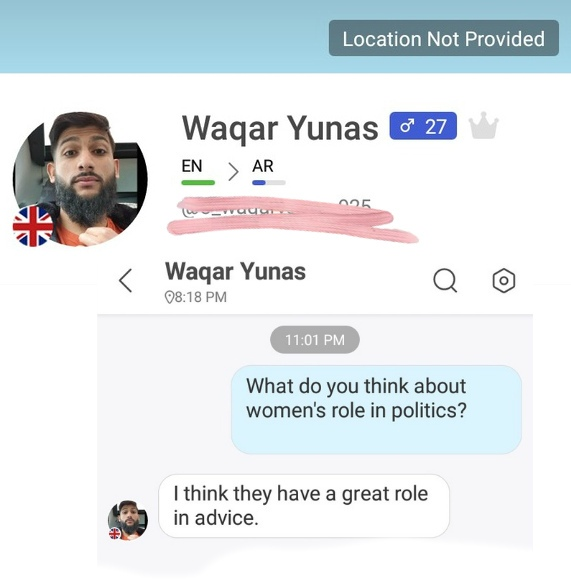 Location Not Provided
Waqar Yunas ♂ 27
EN > AR
Waqar Yunas
8:18 PM
11:01 PM
What do you think about
women's role in politics?
I think they have a great role
in advice.